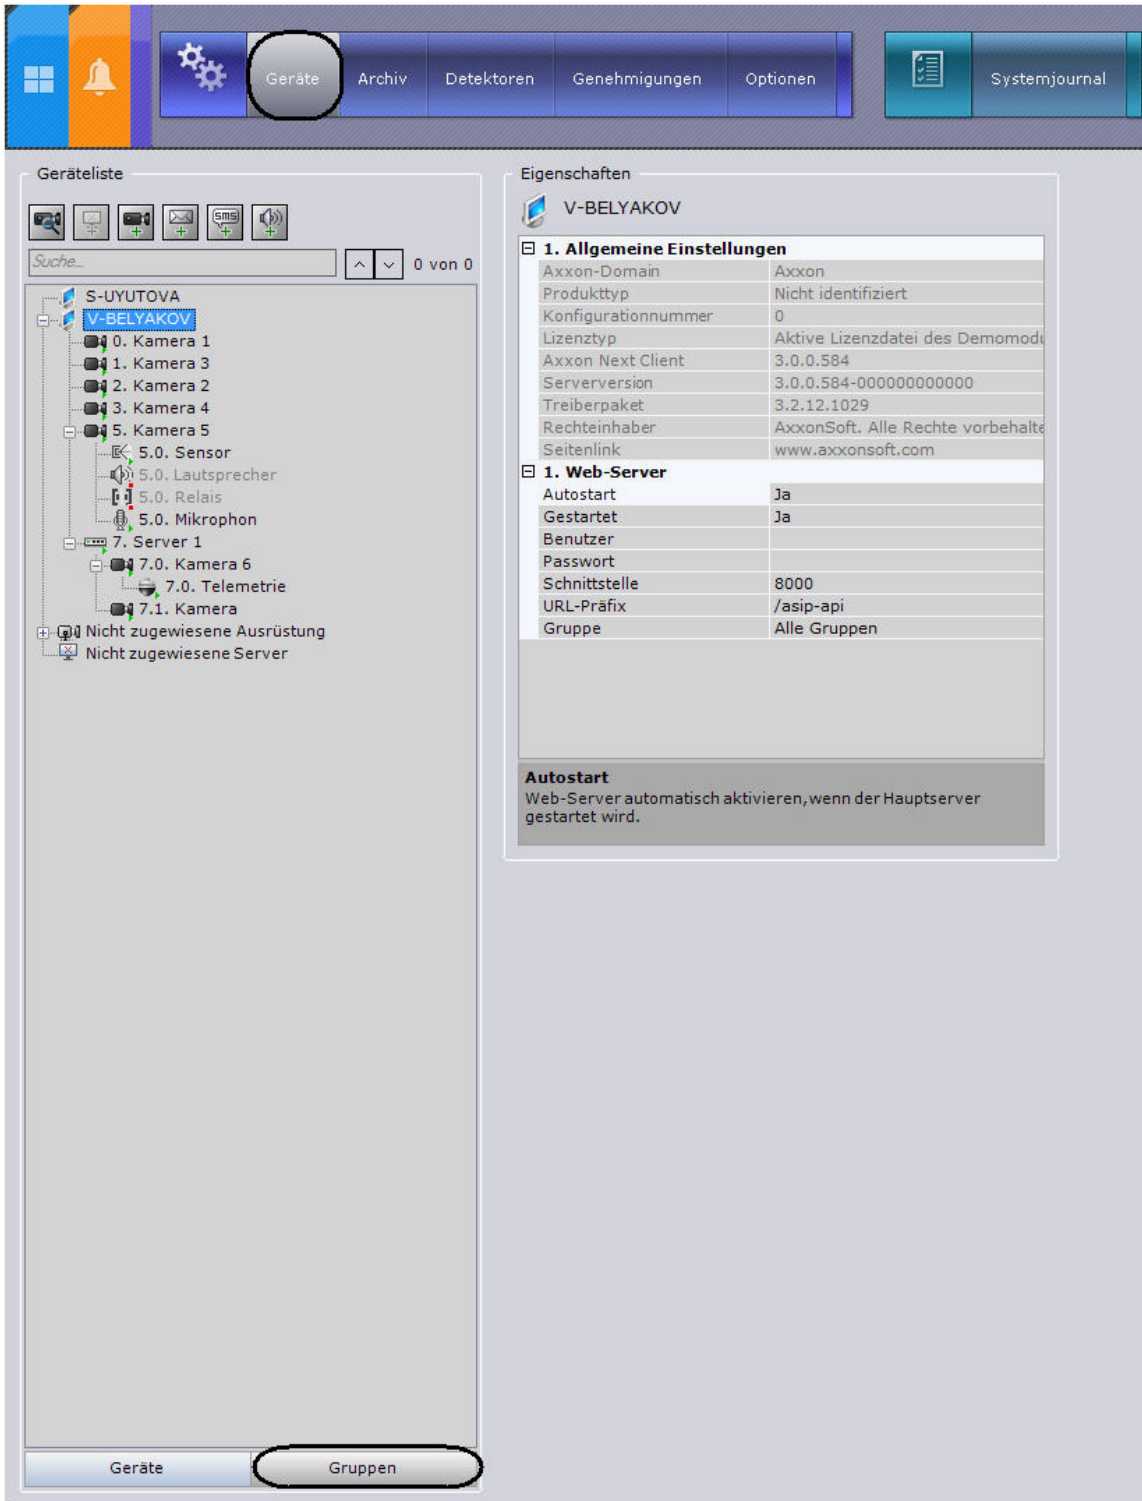 Geräte Archiv Detektoren Genehmigungen Optionen Systemjournal
Geräteliste
sms
Suche...
0 von 0
S-UYUTOVA
V-BELYAKOV
0. Kamera 1
1. Kamera 3
2. Kamera 2
3. Kamera 4
5. Kamera 5
5.0. Sensor
5.0. Lautsprecher
5.0. Relais
5.0. Mikrophon
7. Server 1
7.0. Kamera 6
7.0. Telemetrie
7.1. Kamera
Nicht zugewiesene Ausrüstung
Nicht zugewiesene Server
Geräte Gruppen
Eigenschaften
V-BELYAKOV
1. Allgemeine Einstellungen
Axxon-Domain Axxon
Produkttyp Nicht identifiziert
Konfigurationnummer 0
Lizenztyp Aktive Lizenzdatei des Demomodu
Axxon Next Client 3.0.0.584
Serverversion 3.0.0.584-000000000000
Treiberpaket 3.2.12.1029
Rechteinhaber AxxonSoft. Alle Rechte vorbehalte
Seitenlink www.axxonsoft.com
1. Web-Server
Autostart Ja
Gestartet Ja
Benutzer
Passwort
Schnittstelle 8000
URL-Präfix /asip-api
Gruppe Alle Gruppen
Autostart
Web-Server automatisch aktivieren,wenn der Hauptserver
gestartet wird.